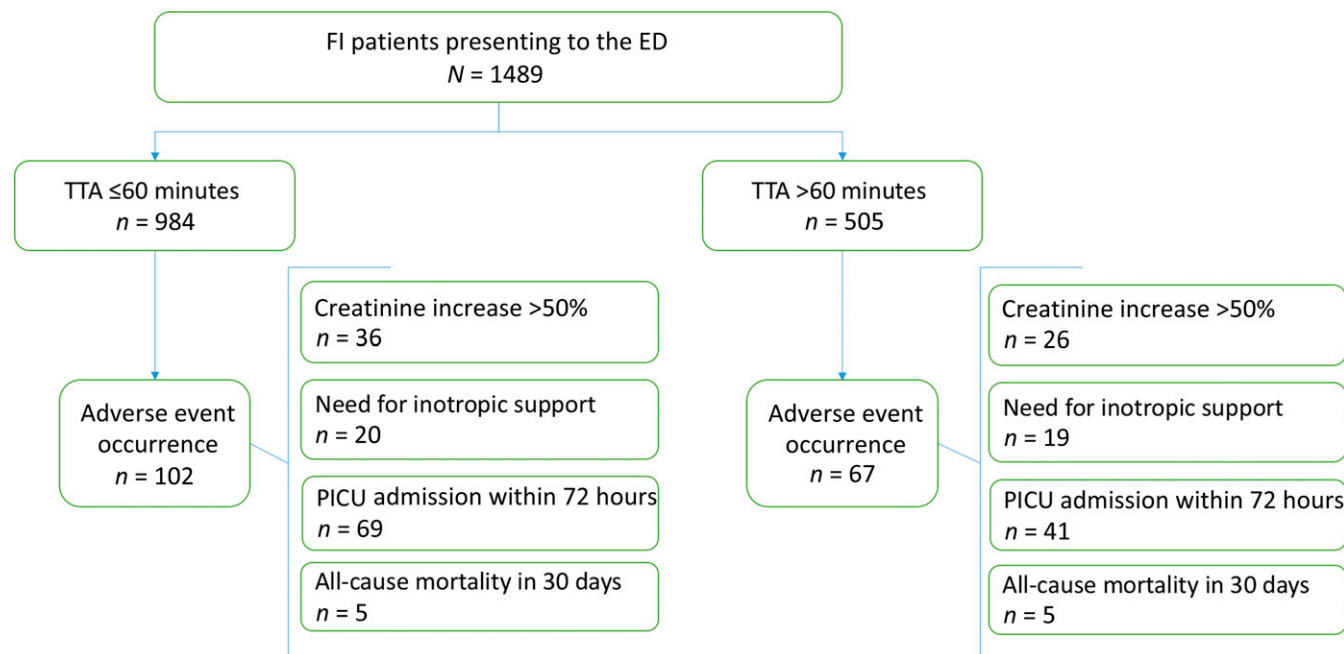 FI patients presenting to the ED
N = 1489
TTA ≤60 minutes
n = 984
TTA >60 minutes
n = 505
Adverse event
occurrence
n = 102
Creatinine increase >50%
n = 36
Need for inotropic support
n = 20
PICU admission within 72 hours
n = 69
All-cause mortality in 30 days
n = 5
Adverse event
occurrence
n = 67
Creatinine increase >50%
n = 26
Need for inotropic support
n = 19
PICU admission within 72 hours
n = 41
All-cause mortality in 30 days
n = 5